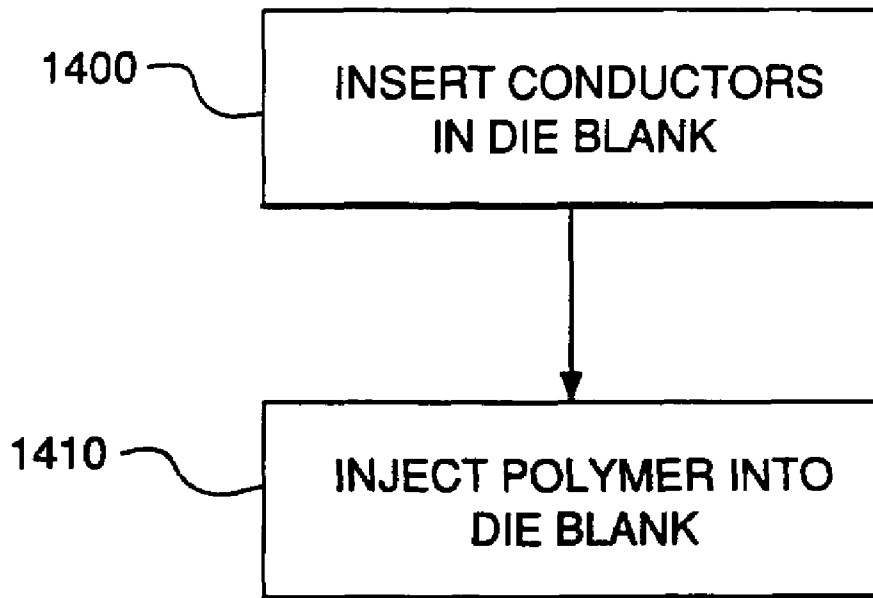 1400
INSERT CONDUCTORS
IN DIE BLANK
1410
INJECT POLYMER INTO
DIE BLANK